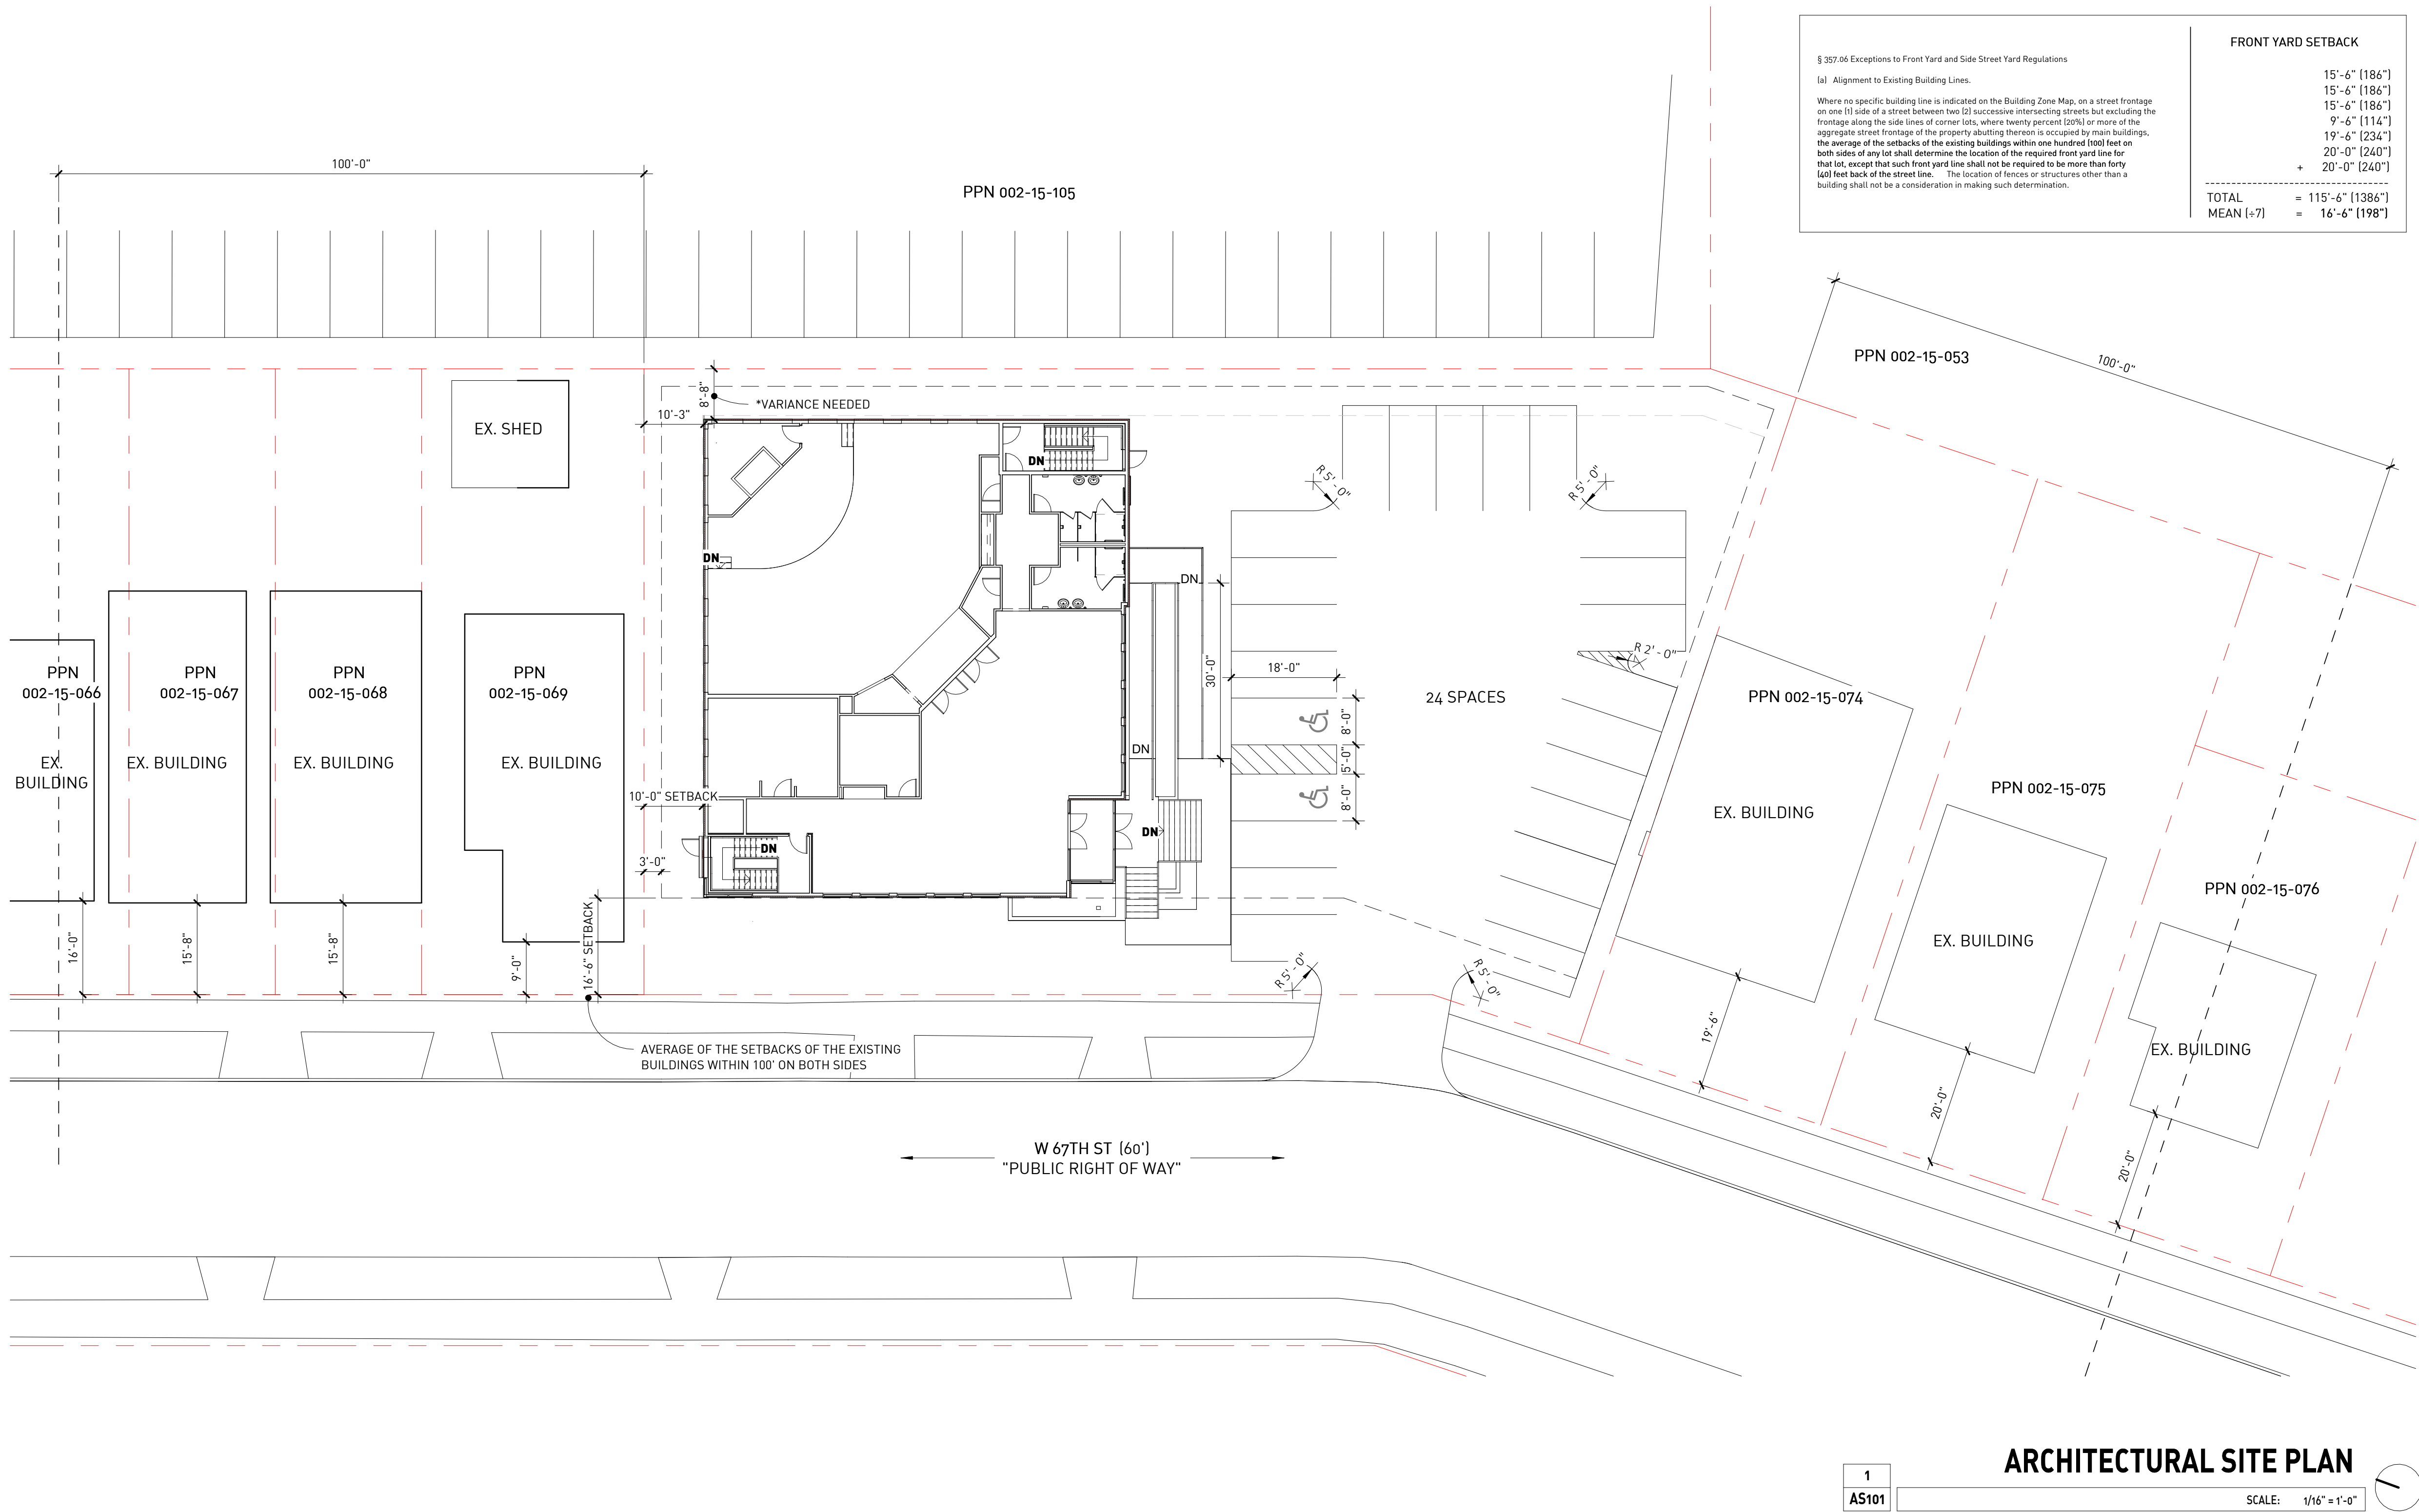 § 357.06 Exceptions to Front Yard and Side Street Yard Regulations
(a) Alignment to Existing Building Lines.
Where no specific building line is indicated on the Building Zone Map, on a street frontage
on one (1) side of a street between two (2) successive intersecting streets but excluding the
frontage along the side lines of corner lots, where twenty percent (20%) or more of the
aggregate street frontage of the property abutting thereon is occupied by main buildings,
the average of the setbacks of the existing buildings within one hundred (100) feet on
both sides of any lot shall determine the location of the required front yard line for
that lot, except that such front yard line shall not be required to be more than forty
(40) feet back of the street line. The location of fences or structures other than a
building shall not be a consideration in making such determination.
FRONT YARD SETBACK
15'-6" (186")
15'-6" (186")
15'-6" (186")
9'-6" (114")
19'-6" (234")
20'-0" (240")
+ 20'-0" (240")
TOTAL = 115'-6" (1386")
MEAN (÷7) = 16'-6" (198")
100'-0"
PPN 002-15-105
PPN 002-15-053
100'-0"
8'-8"
*VARIANCE NEEDED
10'-3"
EX. SHED
DN
R 5' - 0"
R 5' - 0"
DN
DN
30'-0"
18'-0"
R 2' - 0"
PPN
002-15-066
PPN
002-15-067
PPN
002-15-068
PPN
002-15-069
24 SPACES
PPN 002-15-074
8'-0"
5'-0"
8'-0"
DN
EX.
BUILDING
EX. BUILDING
EX. BUILDING
EX. BUILDING
10'-0" SETBACK
PPN 002-15-075
EX. BUILDING
DN
DN
3'-0"
PPN 002-15-076
EX. BUILDING
16'-0"
15'-8"
15'-8"
9'-0"
16'-6" SETBACK
R 5' - 0"
R 5' - 0"
19'-6"
EX. BUILDING
AVERAGE OF THE SETBACKS OF THE EXISTING
BUILDINGS WITHIN 100' ON BOTH SIDES
20'-0"
20'-0"
W 67TH ST (60')
"PUBLIC RIGHT OF WAY"
1
AS101
ARCHITECTURAL SITE PLAN
SCALE: 1/16" = 1'-0"